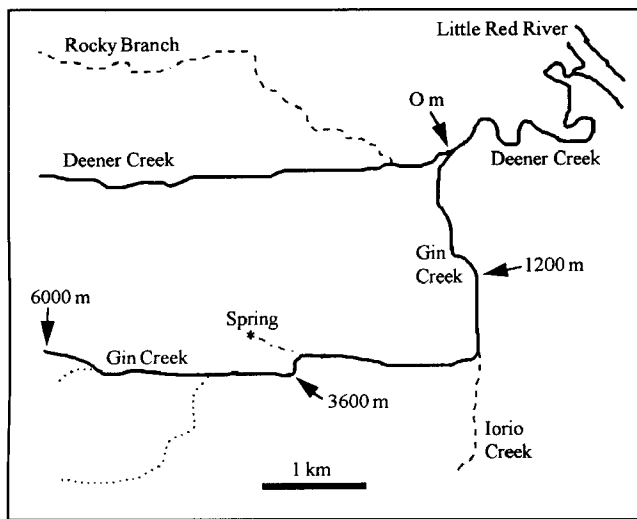 Rocky Branch
Little Red River
O m
Deener Creek
Deener Creek
Gin
Creek
1200 m
6000 m
Spring
Gin Creek
3600 m
Iorio
Creek
1 km